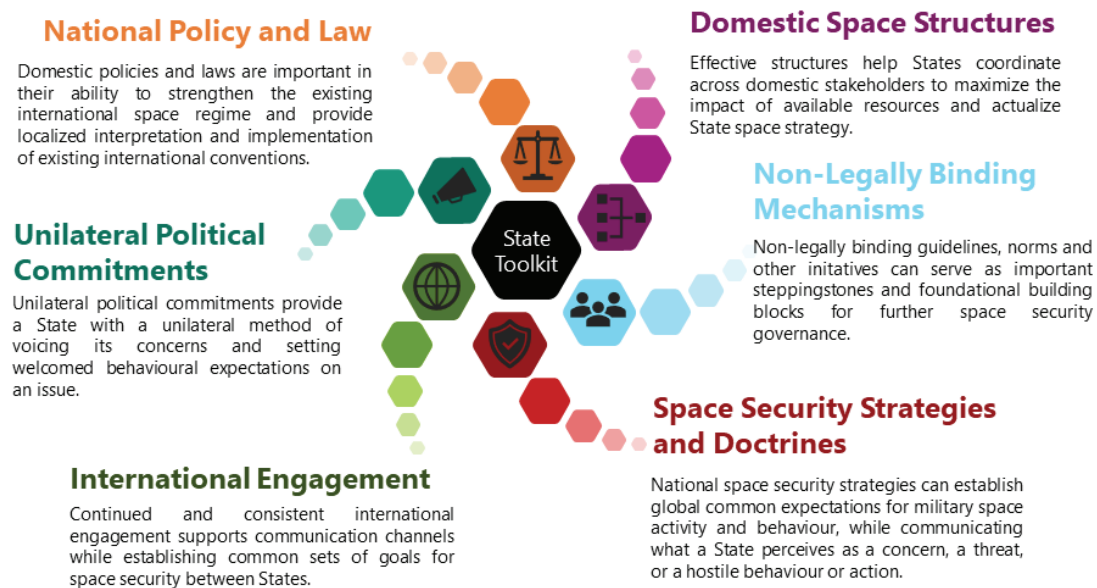 National Policy and Law
Domestic policies and laws are important in
their ability to strengthen the existing
international space regime and provide
localized interpretation and implementation
of existing international conventions.
Domestic Space Structures
Effective structures help States coordinate
across domestic stakeholders to maximize the
impact of available resources and actualize
State space strategy.
Unilateral Political
Commitments
Unilateral political commitments provide
a State with a unilateral method of
voicing its concerns and setting
welcomed behavioural expectations on
an issue.
State
Toolkit
Non-Legally Binding
Mechanisms
Non-legally binding guidelines, norms and
other initatives can serve as important
steppingstones and foundational building
blocks for further space security
governance.
International Engagement
Continued and consistent international
engagement supports communication channels
while establishing common sets of goals for
space security between States.
Space Security Strategies
and Doctrines
National space security strategies can establish
global common expectations for military space
activity and behaviour, while communicating
what a State perceives as a concern, a threat,
or a hostile behaviour or action.